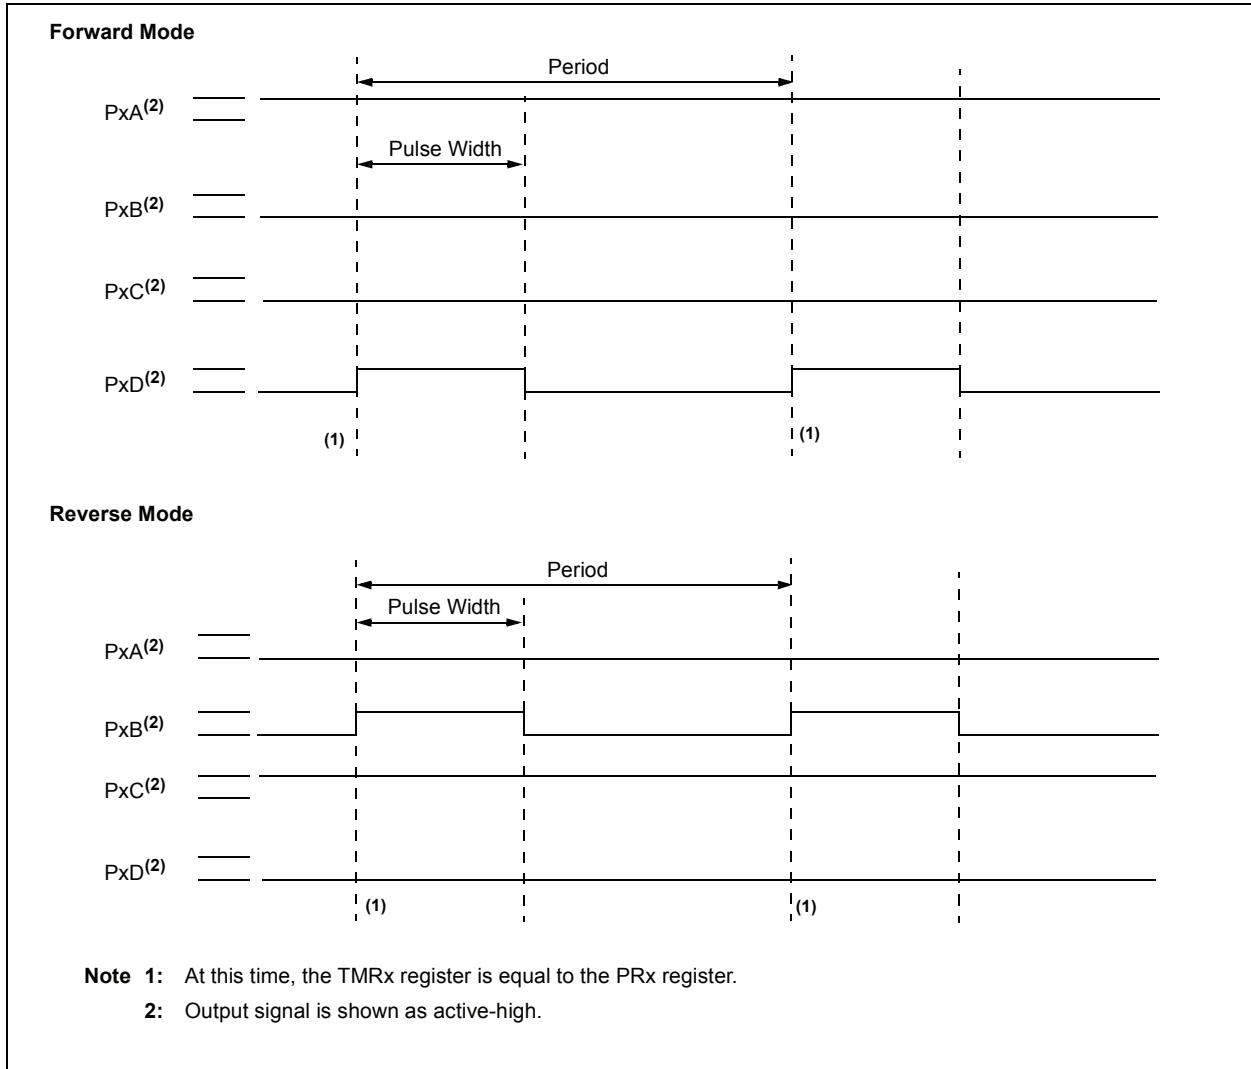 Forward Mode
Period
PxA(2)
Pulse Width
PxB(2)
PxC(2)
PxD(2)
(1)
(1)
Reverse Mode
Period
Pulse Width
PxA(2)
PxB(2)
PxC(2)
PxD(2)
(1)
(1)
Note 1: At this time, the TMRx register is equal to the PRx register.
2: Output signal is shown as active-high.